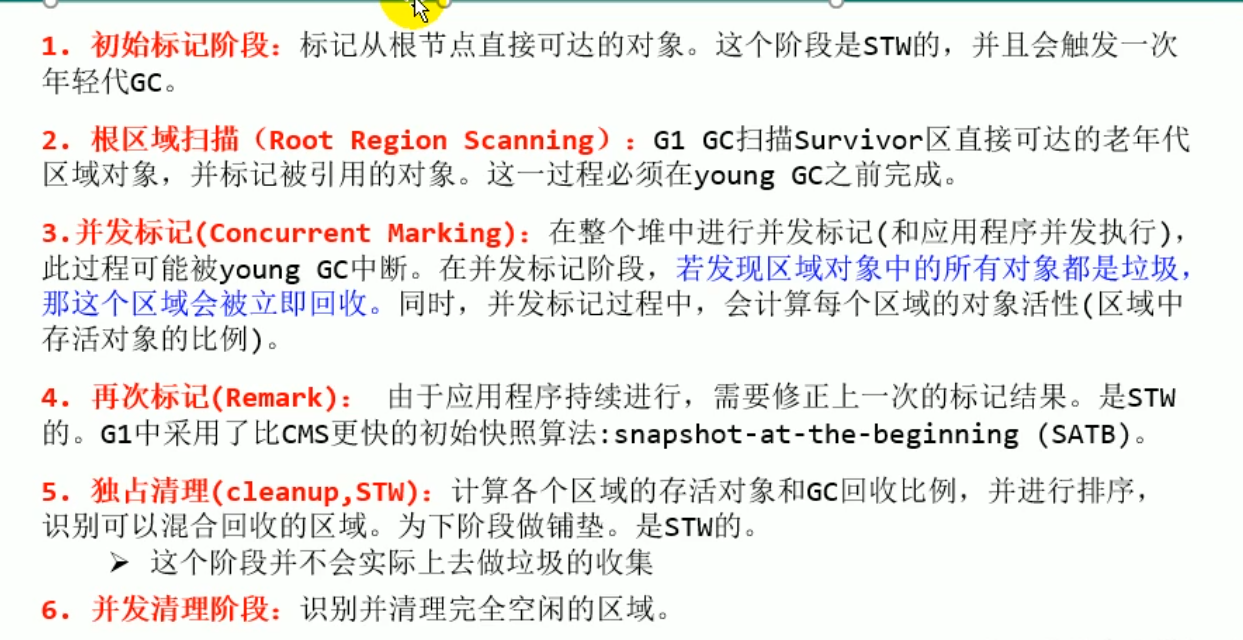 1. 初始标记阶段：标记从根节点直接可达的对象。这个阶段是STW的，并且会触发一次
年轻代GC。
2. 根区域扫描（Root Region Scanning）：G1 GC扫描Survivor区直接可达的老年代
区域对象，并标记被引用的对象。这一过程必须在young GC之前完成。
3.并发标记(Concurrent Marking)：在整个堆中进行并发标记(和应用程序并发执行)，
此过程可能被young GC中断。在并发标记阶段，若发现区域对象中的所有对象都是垃圾，
那这个区域会被立即回收。同时，并发标记过程中，会计算每个区域的对象活性(区域中
存活对象的比例)。
4. 再次标记(Remark)： 由于应用程序持续进行，需要修正上一次的标记结果。是STW
的。G1中采用了比CMS更快的初始快照算法:snapshot-at-the-beginning (SATB)。
5. 独占清理(cleanup,STW)：计算各个区域的存活对象和GC回收比例，并进行排序，
识别可以混合回收的区域。为下阶段做铺垫。是STW的。
➢ 这个阶段并不会实际上去做垃圾的收集
6. 并发清理阶段：识别并清理完全空闲的区域。